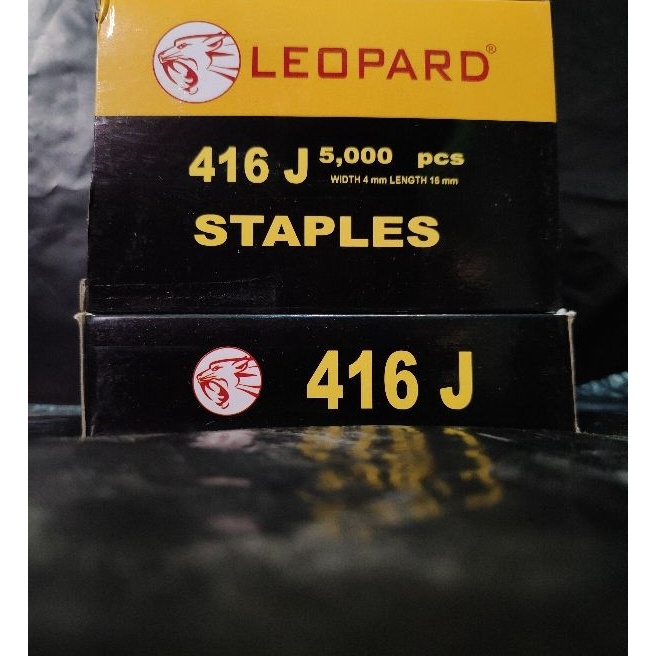 LEOPARD®
416 J 5,000 pcs
WIDTH 4 mm LENGTH 16 mm
STAPLES
416 J